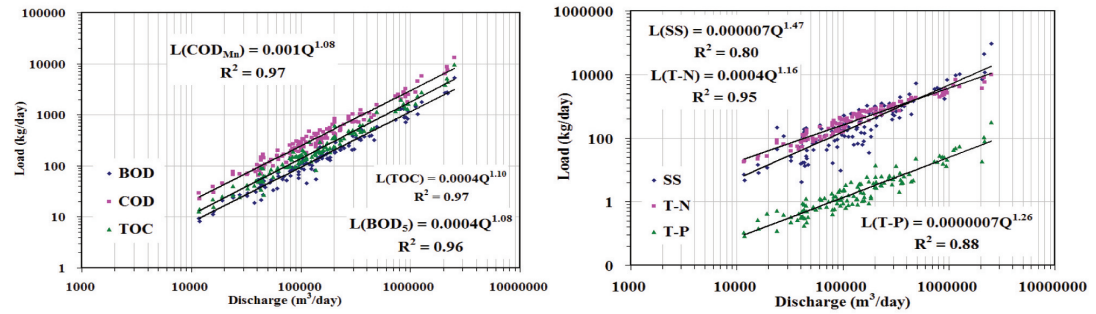 L(COD_Mn) = 0.001Q^1.08
R² = 0.97
L(TOC) = 0.0004Q^1.10
R² = 0.97
L(BOD₅) = 0.0004Q^1.08
R² = 0.96
BOD
COD
TOC
Load (kg/day)
100000
10000
1000
100
10
1
1000
10000
100000
1000000
10000000
Discharge (m³/day)
L(SS) = 0.000007Q^1.47
R² = 0.80
L(T-N) = 0.0004Q^1.16
R² = 0.95
L(T-P) = 0.0000007Q^1.26
R² = 0.88
SS
T-N
T-P
Load (kg/day)
1000000
10000
100
1
0
1000
10000
100000
1000000
10000000
Discharge (m³/day)